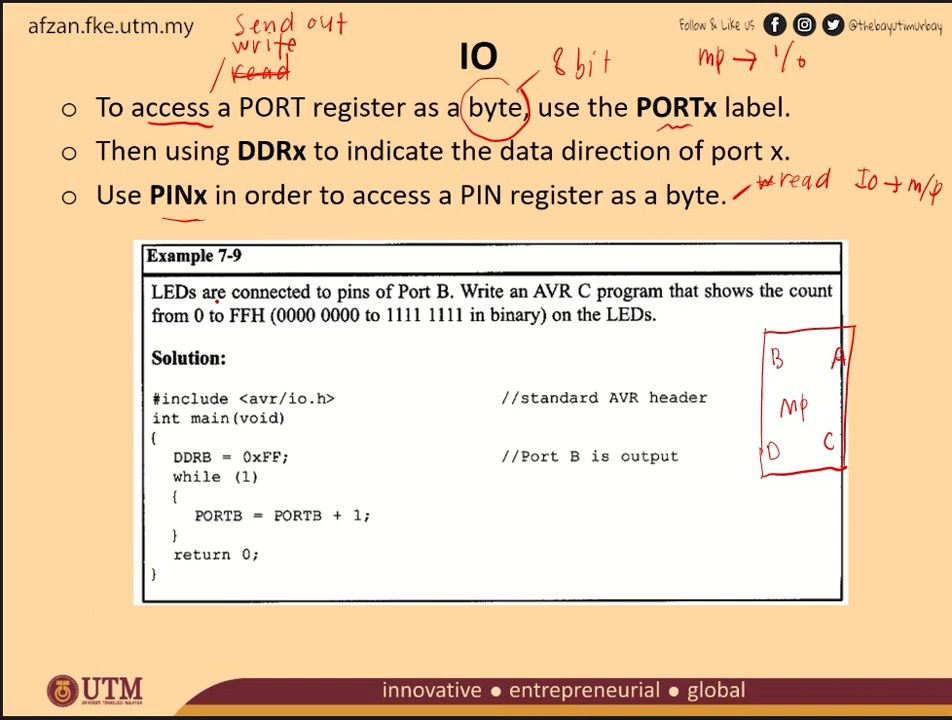 afzan.fke.utm.my
Send out
write
read
Follow & Like us @thebayutimurbay
IO
8 bit
mp → I/o
o To access a PORT register as a byte, use the PORTx label.
o Then using DDRx to indicate the data direction of port x.
o Use PINx in order to access a PIN register as a byte.
read Io → m/p
Example 7-9
LEDs are connected to pins of Port B. Write an AVR C program that shows the count
from 0 to FFH (0000 0000 to 1111 1111 in binary) on the LEDs.
Solution:
#include <avr/io.h> //standard AVR header
int main(void)
{
DDRB = 0xFF; //Port B is output
while (1)
{
PORTB = PORTB + 1;
}
return 0;
}
B A
MP
D C
UTM
UNIVERSITI TEKNOLOGI MALAYSIA
innovative ● entrepreneurial ● global